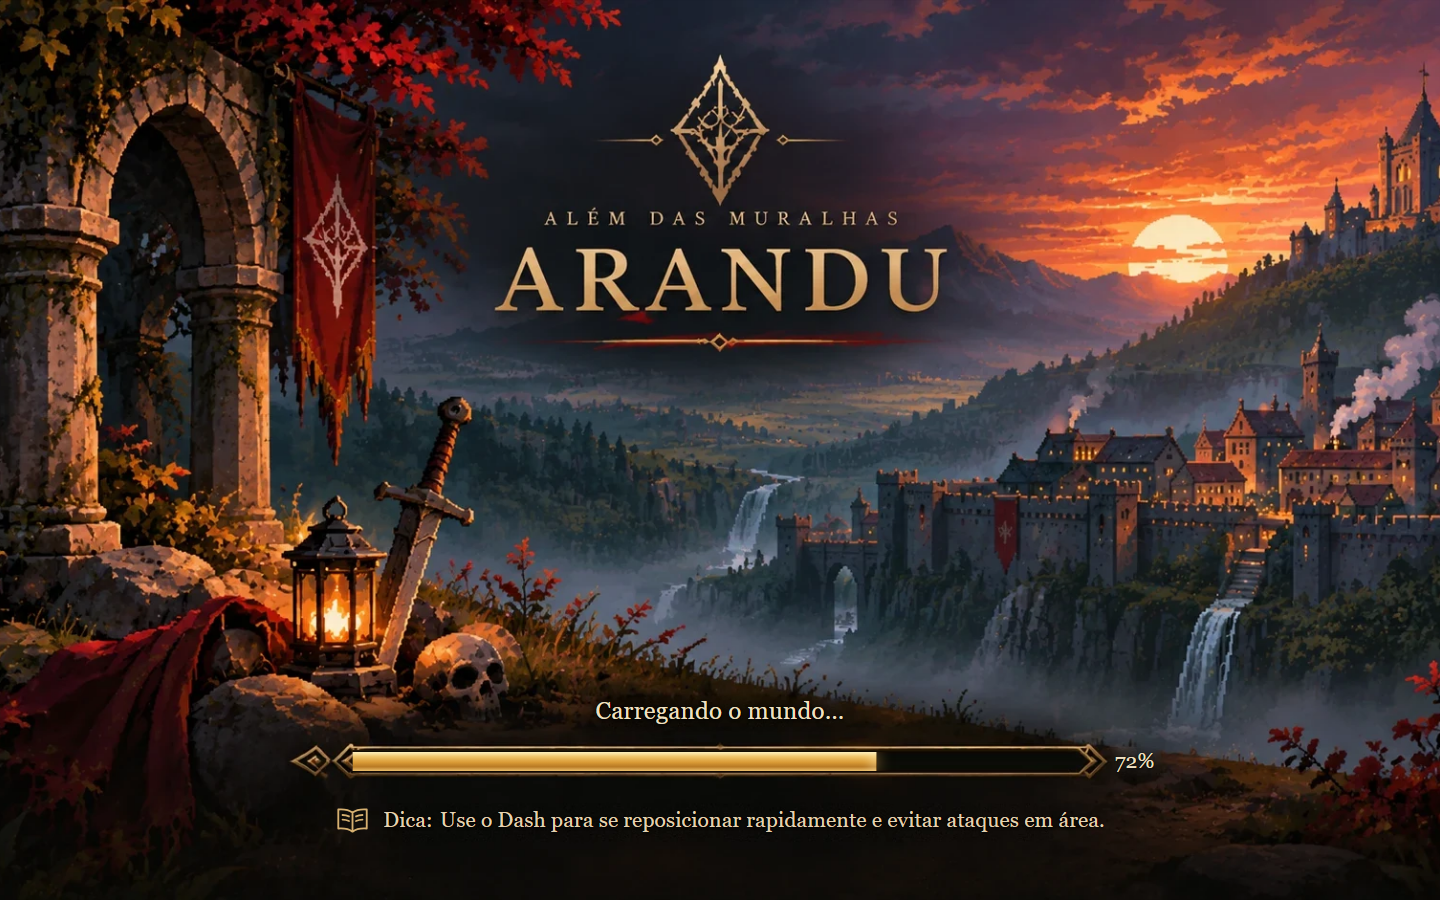 ALÉM DAS MURALHAS
ARANDU
Carregando o mundo...
72%
Dica: Use o Dash para se reposicionar rapidamente e evitar ataques em área.